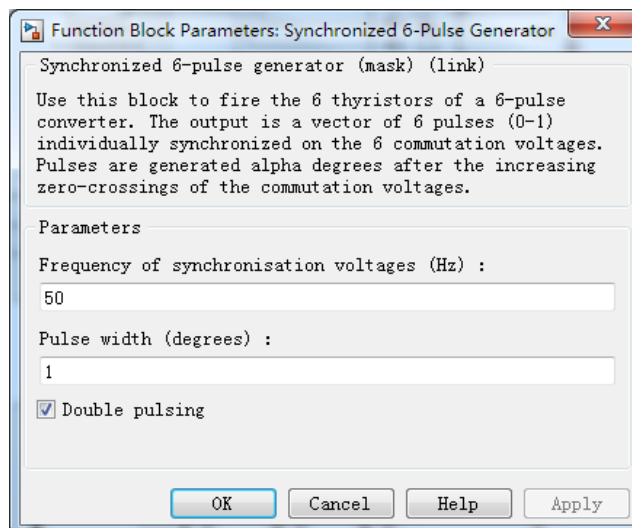 Function Block Parameters: Synchronized 6-Pulse Generator
Synchronized 6-pulse generator (mask) (link)
Use this block to fire the 6 thyristors of a 6-pulse
converter. The output is a vector of 6 pulses (0-1)
individually synchronized on the 6 commutation voltages.
Pulses are generated alpha degrees after the increasing
zero-crossings of the commutation voltages.
Parameters
Frequency of synchronisation voltages (Hz) :
50
Pulse width (degrees) :
1
Double pulsing
OK Cancel Help Apply